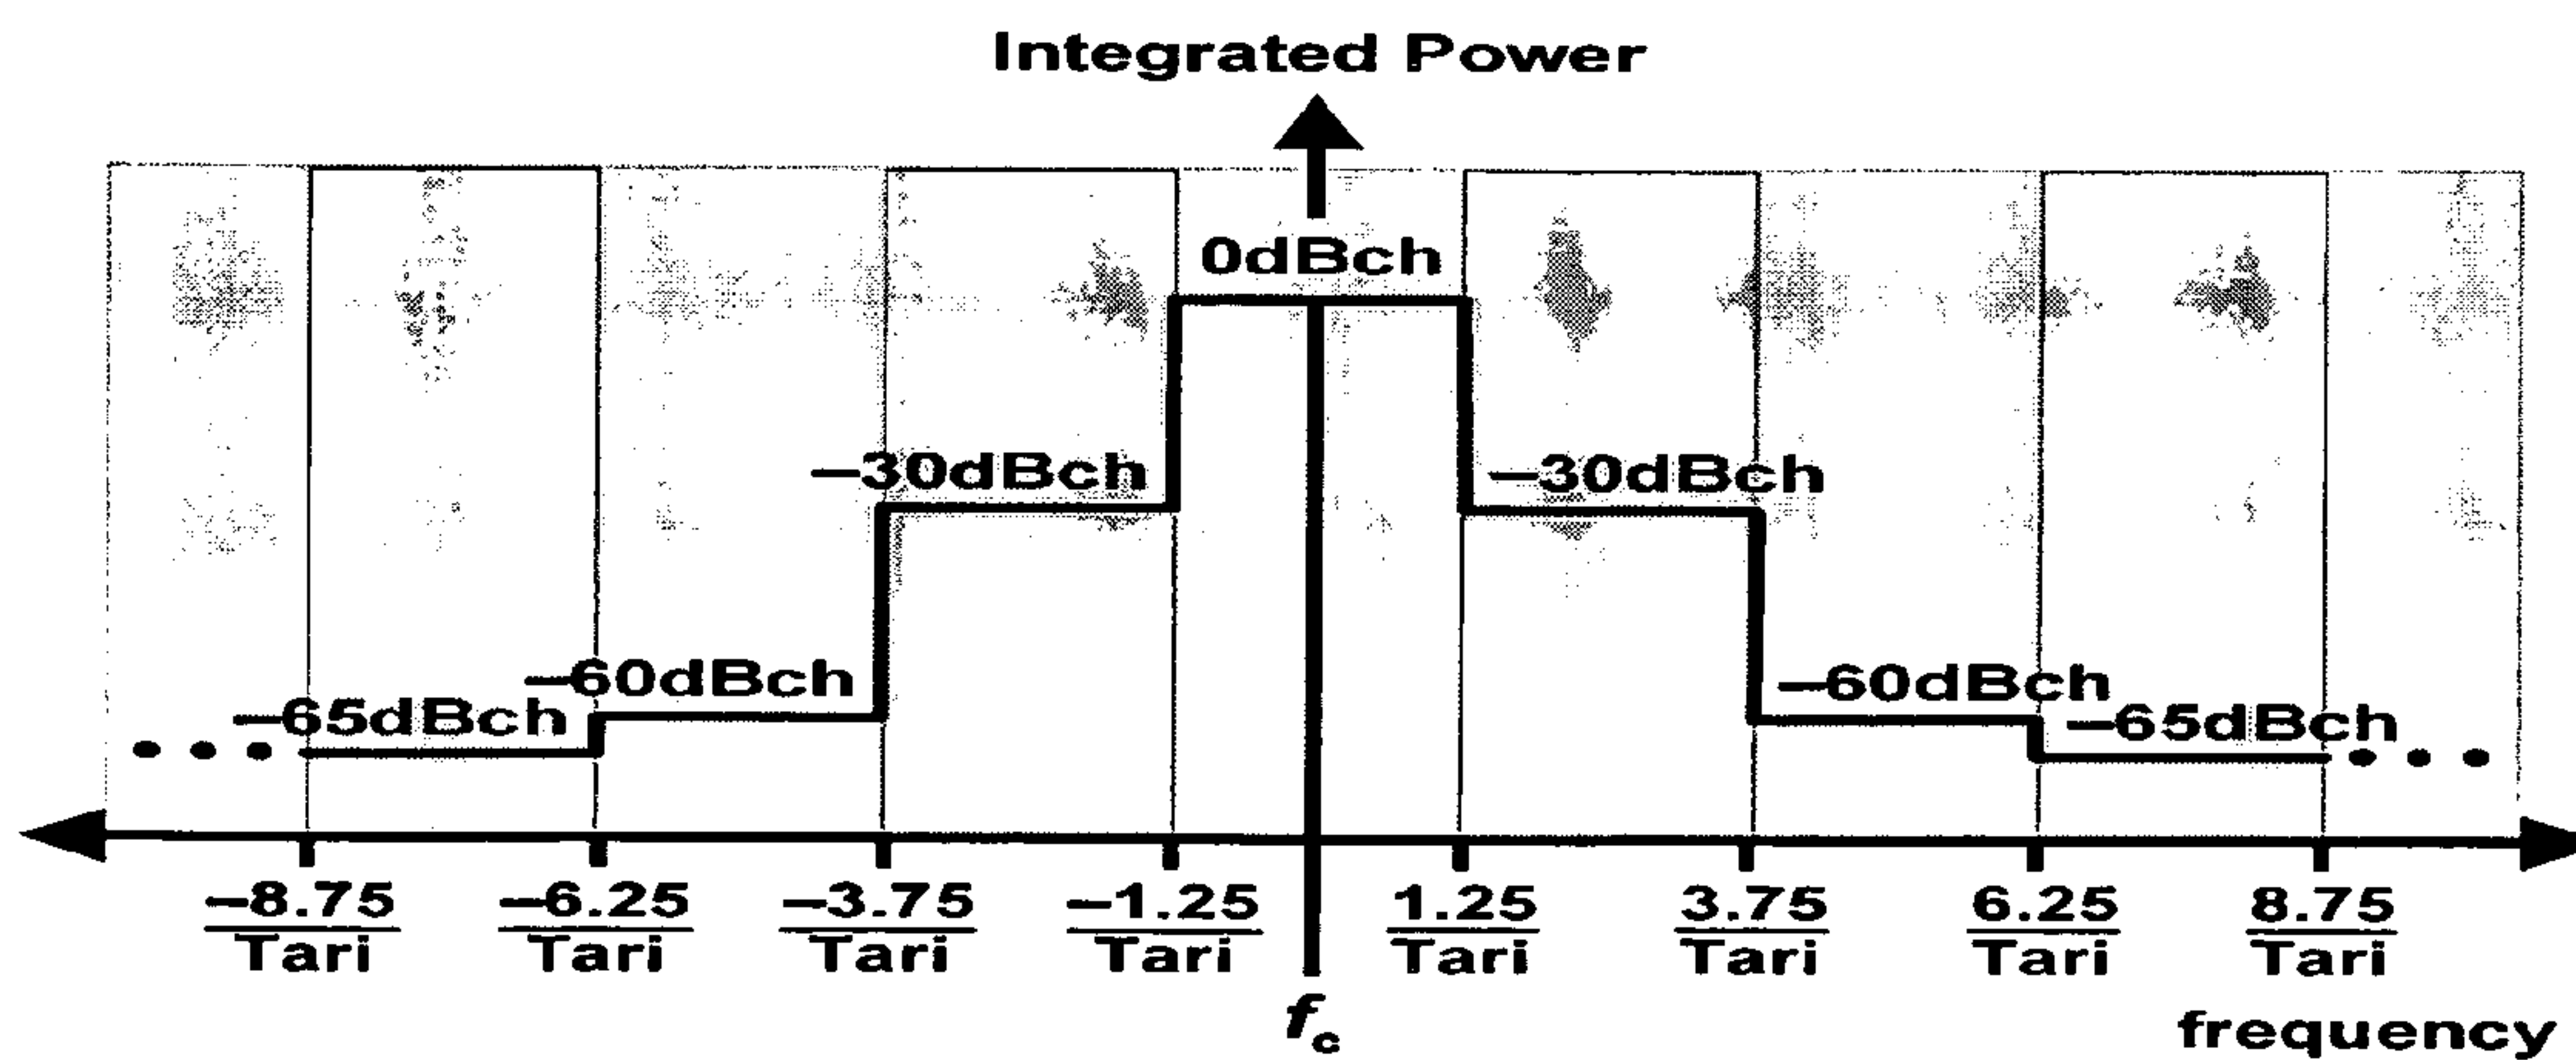 Integrated Power
0dBch
–30dBch
–30dBch
–60dBch
–60dBch
–65dBch
–65dBch
–8.75
Tari
–6.25
Tari
–3.75
Tari
–1.25
Tari
1.25
Tari
3.75
Tari
6.25
Tari
8.75
Tari
fc
frequency